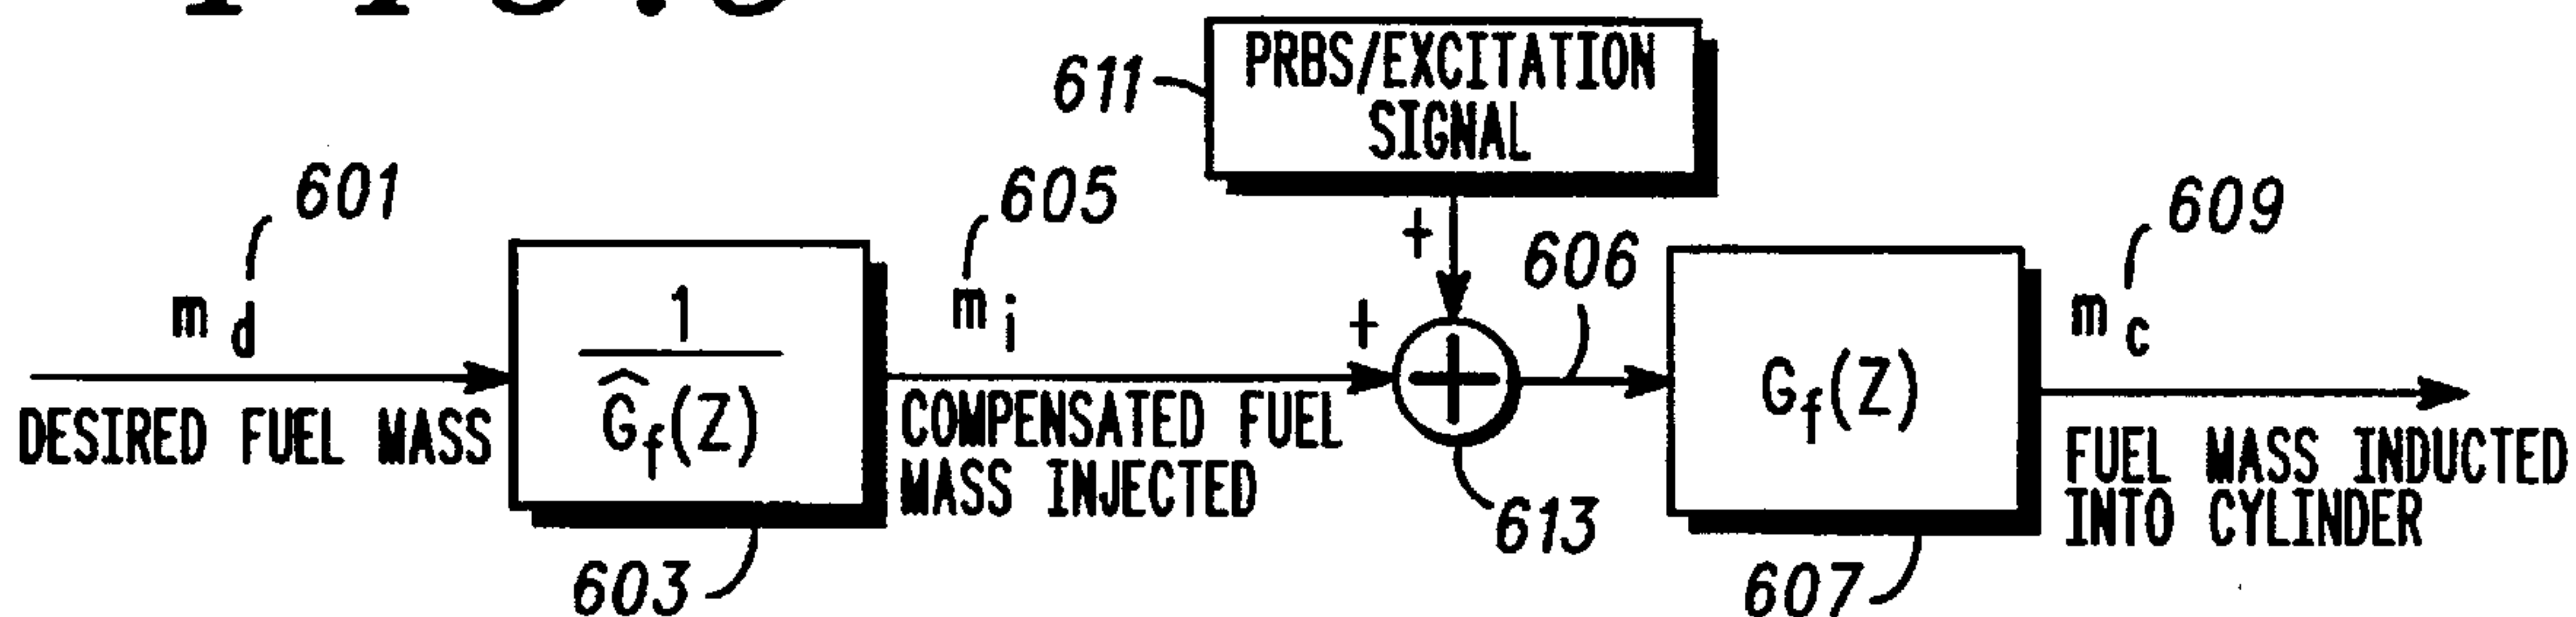 PRBS/EXCITATION
SIGNAL
611
601
605
609
+
606
m d
m i
+
m c
1
Ĝf(Z)
+
Gf(Z)
DESIRED FUEL MASS
COMPENSATED FUEL
MASS INJECTED
FUEL MASS INDUCTED
INTO CYLINDER
603
613
607